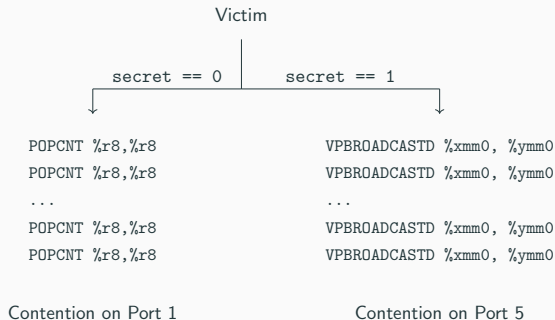 Victim
secret == 0 secret == 1
POPCNT %r8,%r8 VPBROADCASTD %xmm0, %ymm0
POPCNT %r8,%r8 VPBROADCASTD %xmm0, %ymm0
... ...
POPCNT %r8,%r8 VPBROADCASTD %xmm0, %ymm0
POPCNT %r8,%r8 VPBROADCASTD %xmm0, %ymm0
Contention on Port 1 Contention on Port 5